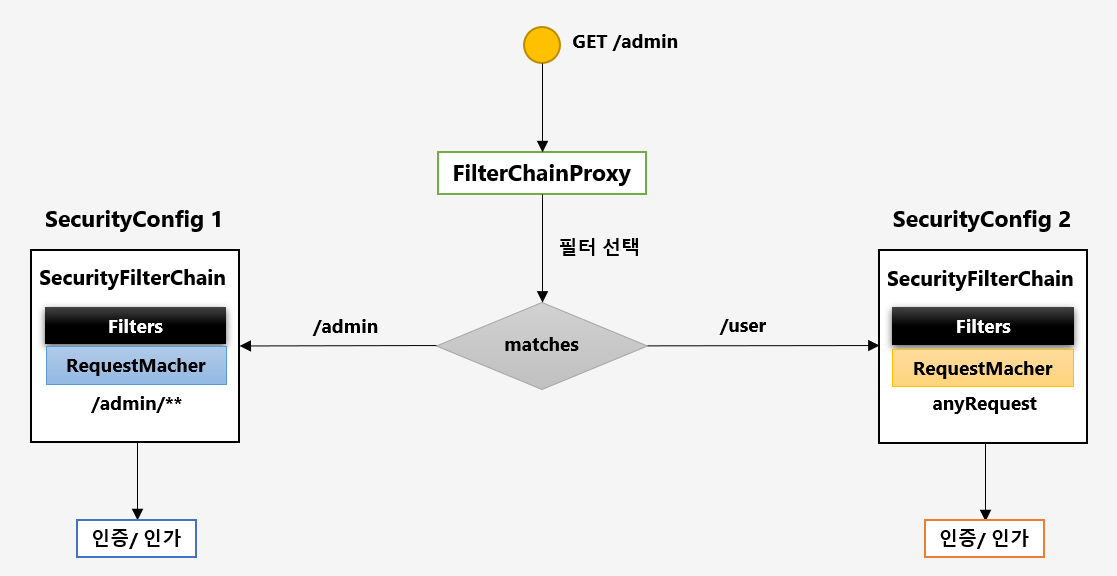 GET /admin
FilterChainProxy
필터 선택
SecurityConfig 1
SecurityFilterChain
Filters
RequestMacher
/admin/**
인증/ 인가
/admin
matches
/user
SecurityConfig 2
SecurityFilterChain
Filters
RequestMacher
anyRequest
인증/ 인가